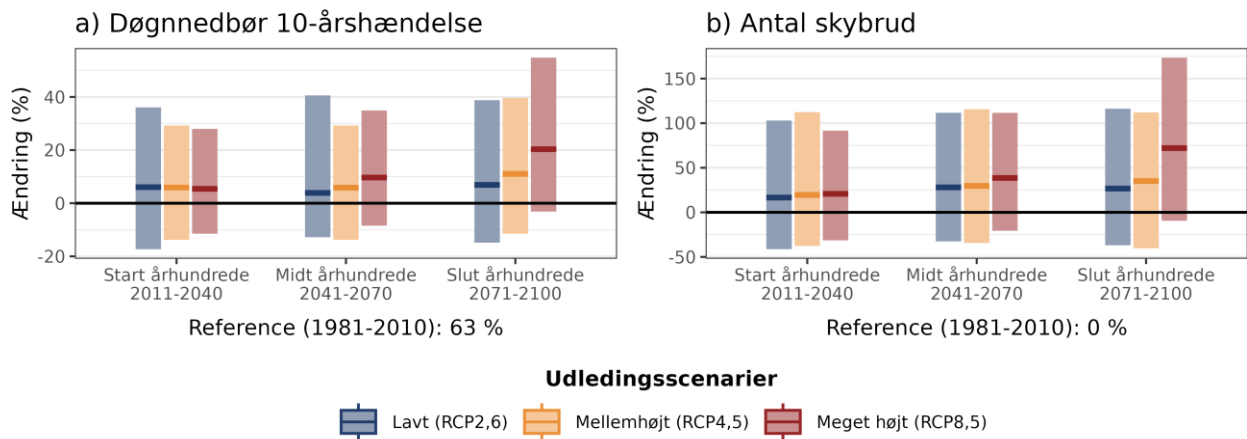 a) Døgnnedbør 10-årshændelse
Ændring (%)
40
20
0
-20
Start århundrede
2011-2040
Midt århundrede
2041-2070
Slut århundrede
2071-2100
Reference (1981-2010): 63 %
b) Antal skybrud
Ændring (%)
150
100
50
0
-50
Start århundrede
2011-2040
Midt århundrede
2041-2070
Slut århundrede
2071-2100
Reference (1981-2010): 0 %
Udledingsscenarier
Lavt (RCP2,6)
Mellemhøjt (RCP4,5)
Meget højt (RCP8,5)